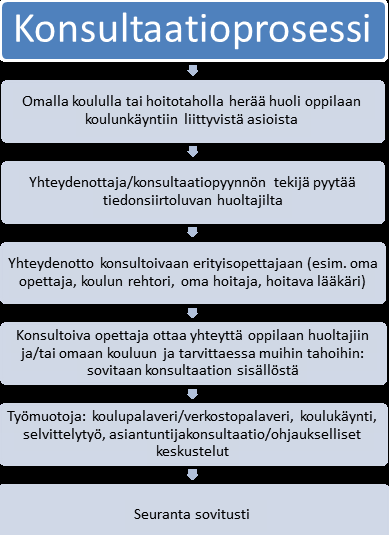 Konsultaatioprosessi
Omalla koululla tai hoitotaholla herää huoli oppilaan
koulunkäyntiin liittyvistä asioista
Yhteydenottaja/konsultaatiopyynnön tekijä pyytää
tiedonsiirtoluvan huoltajilta
Yhteydenotto konsultoivaan erityisopettajaan (esim. oma
opettaja, koulun rehtori, oma hoitaja, hoitava lääkäri)
Konsultoiva opettaja ottaa yhteyttä oppilaan huoltajiin
ja/tai omaan kouluun ja tarvittaessa muihin tahoihin:
sovitaan konsultaation sisällöstä
Työmuotoja: koulupalaveri/verkostopalaveri, koulukäynti,
selvittelytyö, asiantuntijakonsultaatio/ohjaukselliset
keskustelut
Seuranta sovitusti